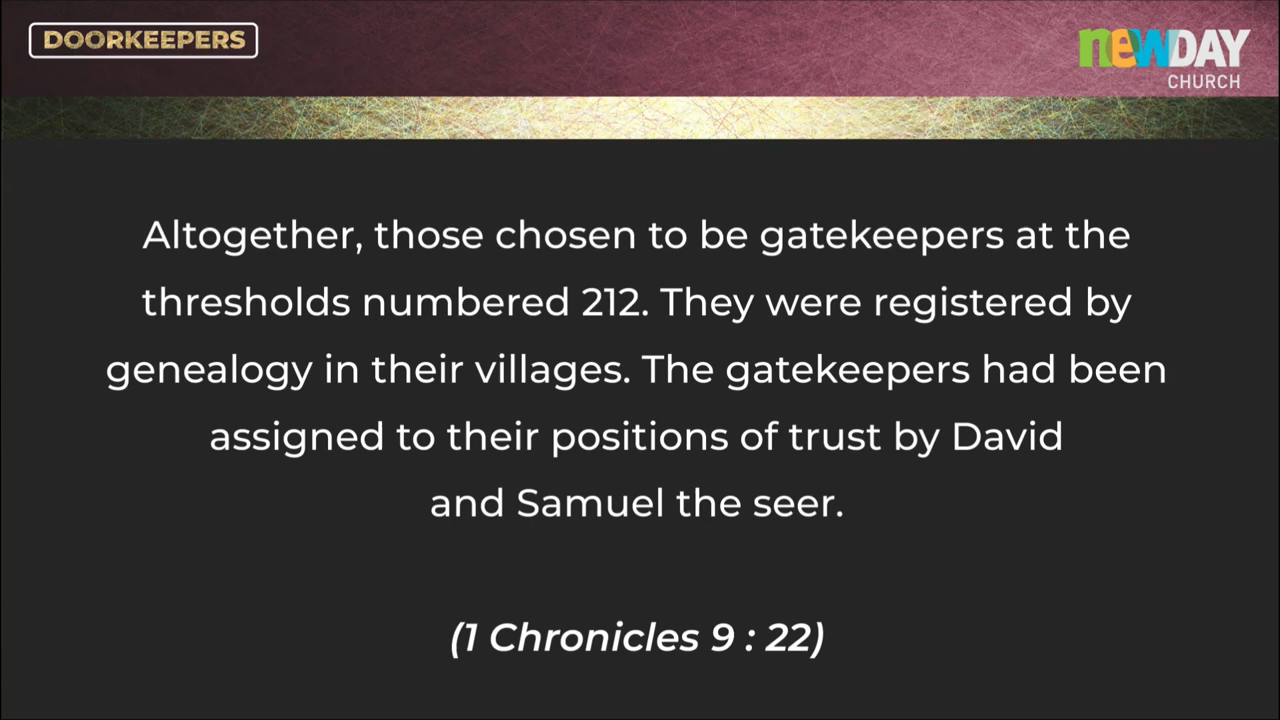 DOORKEEPERS
newDAY
CHURCH
Altogether, those chosen to be gatekeepers at the
thresholds numbered 212. They were registered by
genealogy in their villages. The gatekeepers had been
assigned to their positions of trust by David
and Samuel the seer.
(1 Chronicles 9 : 22)